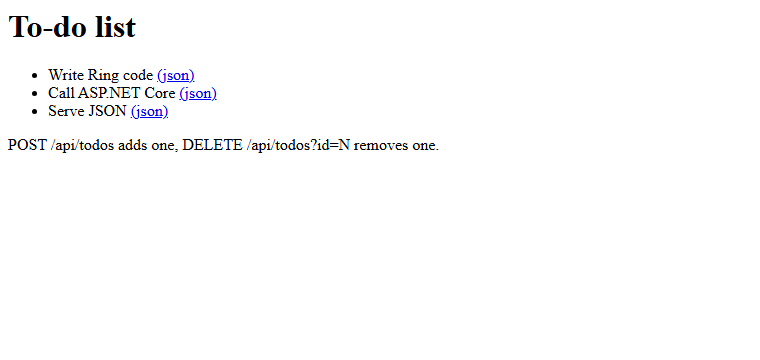 To-do list
Write Ring code (json)
Call ASP.NET Core (json)
Serve JSON (json)
POST /api/todos adds one, DELETE /api/todos?id=N removes one.